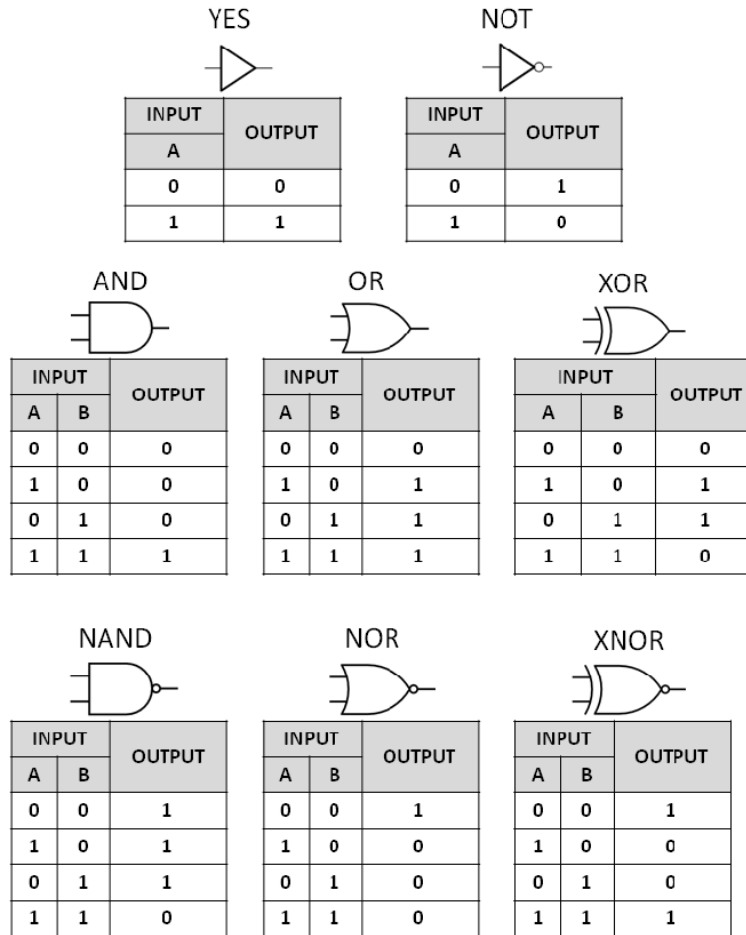 YES NOT
INPUT OUTPUT INPUT OUTPUT
A A
0 0 0 1
1 1 1 0
AND OR XOR
INPUT OUTPUT INPUT OUTPUT INPUT OUTPUT
A B A B A B
0 0 0 0 0 0 0 0 0
1 0 0 1 0 1 1 0 1
0 1 0 0 1 1 0 1 1
1 1 1 1 1 1 1 1 0
NAND NOR XNOR
INPUT OUTPUT INPUT OUTPUT INPUT OUTPUT
A B A B A B
0 0 1 0 0 1 0 0 1
1 0 1 1 0 0 1 0 0
0 1 1 0 1 0 0 1 0
1 1 0 1 1 0 1 1 1